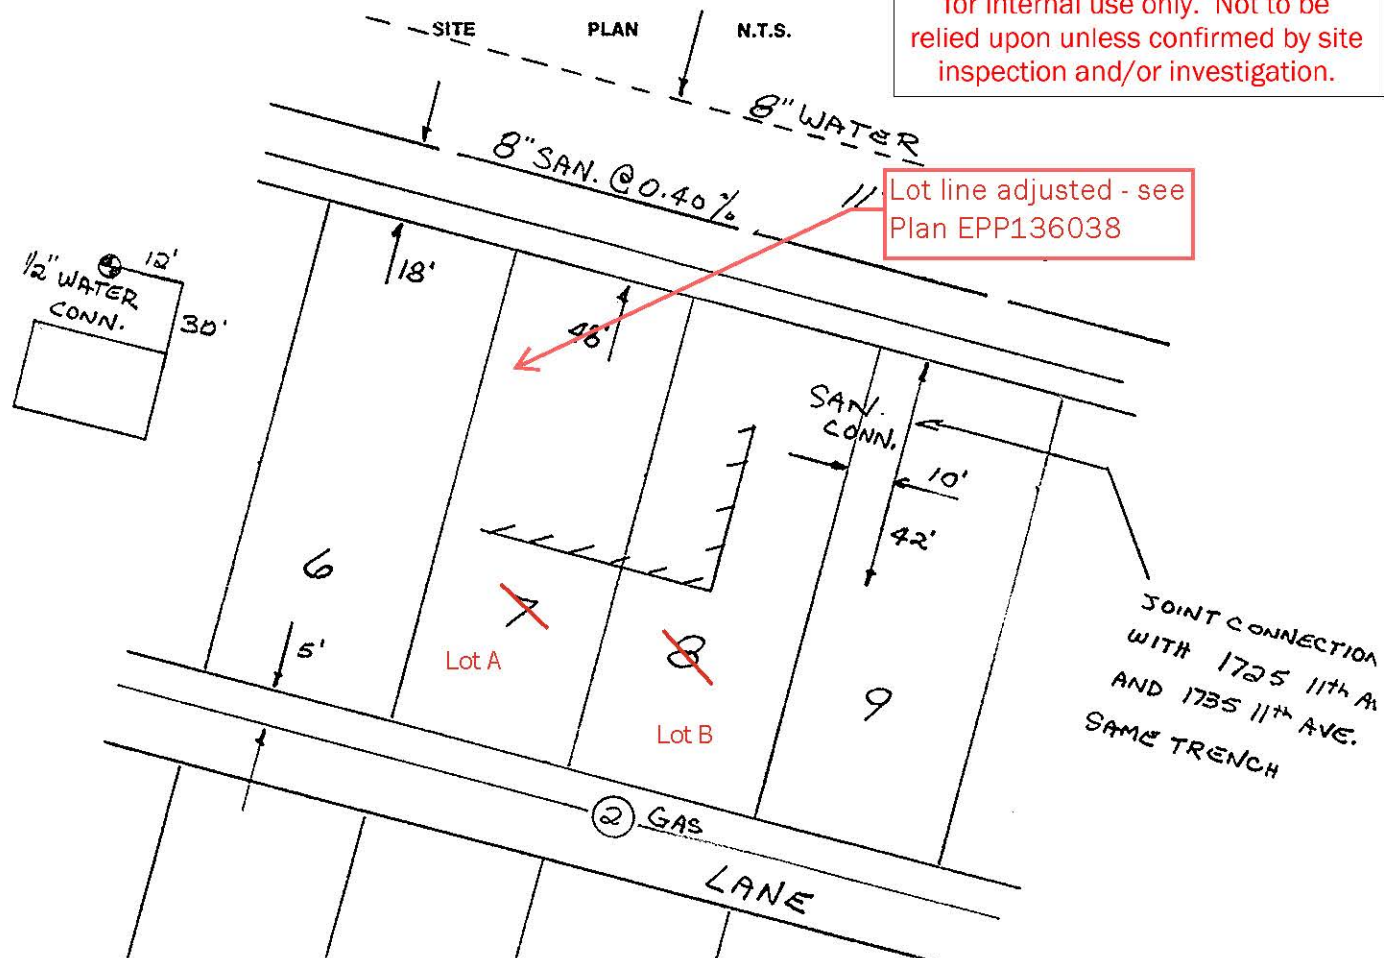 for internal use only. Not to be
relied upon unless confirmed by site
inspection and/or investigation.
SITE PLAN N.T.S.
8" WATER
8" SAN. @ 0.40%
11
Lot line adjusted - see
Plan EPP136038
12'
1/2" WATER
CONN.
30'
18'
48'
SAN.
CONN.
10'
42'
6
7
8
9
5'
Lot A
Lot B
JOINT CONNECTION
WITH 1725 11th
AND 1735 11th AVE.
SAME TRENCH
2 GAS
LANE